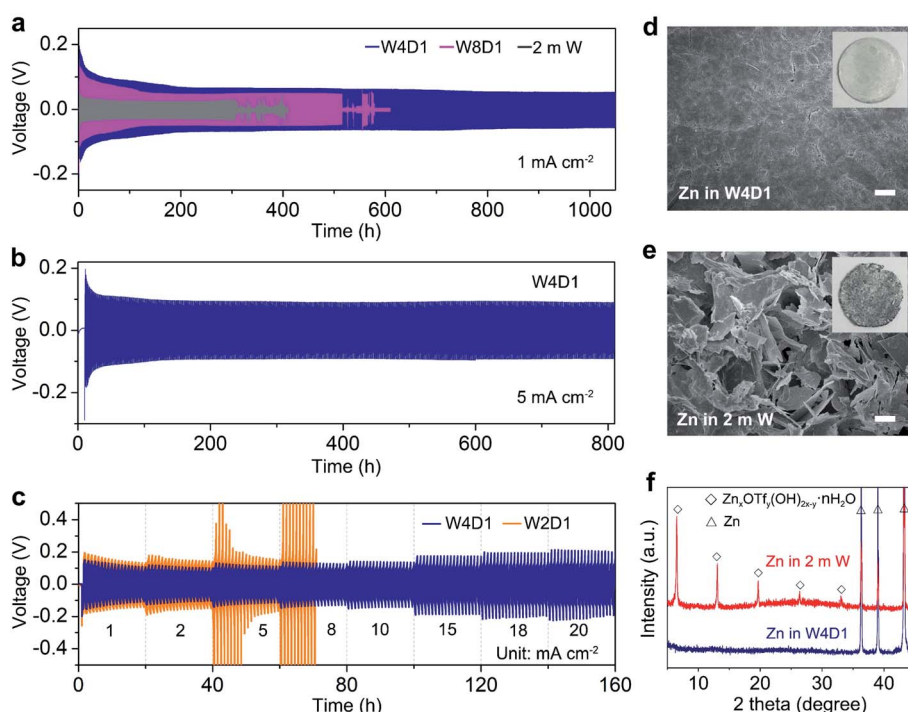 a
W4D1 W8D1 2 m W
Voltage (V)
0.2
0.0
-0.2
1 mA cm⁻²
0 200 400 600 800 1000
Time (h)
b
Voltage (V)
0.2
0.0
-0.2
W4D1
5 mA cm⁻²
0 200 400 600 800
Time (h)
c
W4D1 W2D1
Voltage (V)
0.4
0.2
0.0
-0.2
-0.4
1 2 5 8 10 15 18 20
Unit: mA cm⁻²
0 40 80 120 160
Time (h)
d
Zn in W4D1
e
Zn in 2 m W
f
◇ ZnₓOTfᵧ(OH)₂ₓ₋ᵧ·nH₂O
△ Zn
Intensity (a.u.)
Zn in 2 m W
Zn in W4D1
10 20 30 40
2 theta (degree)